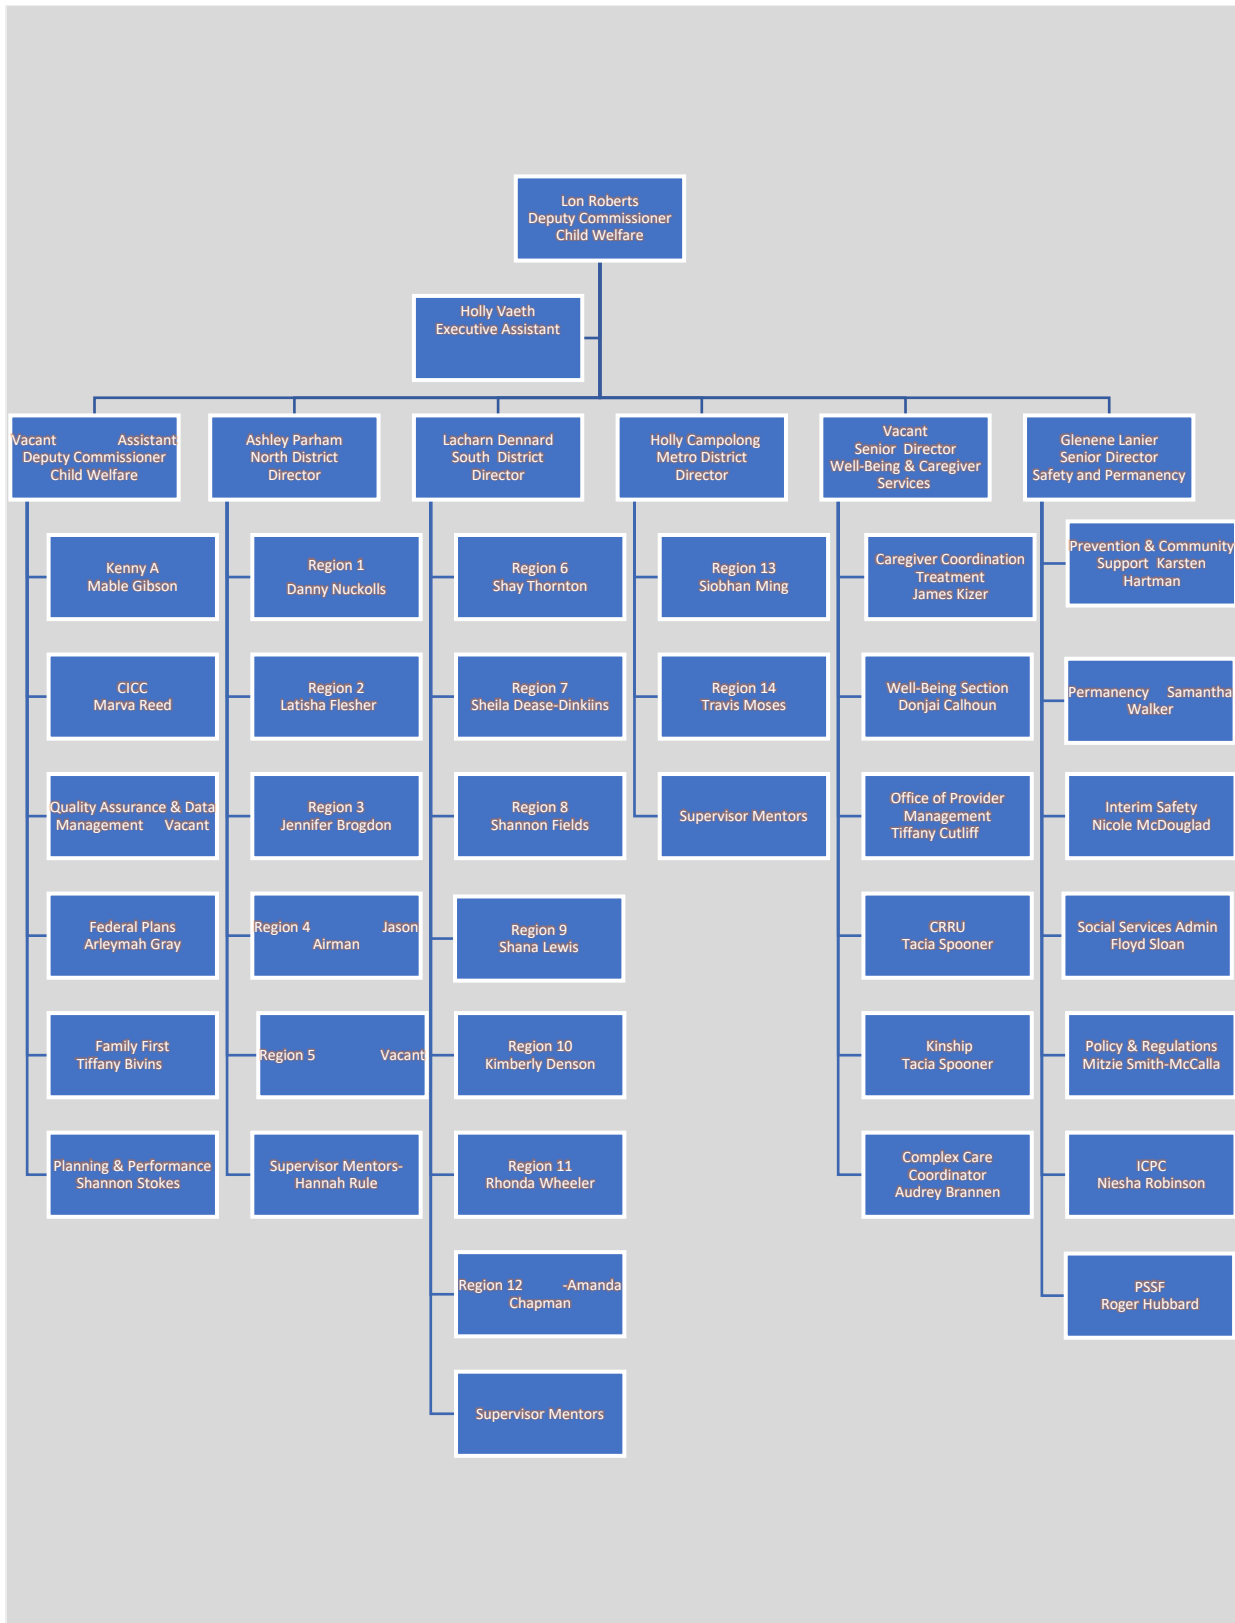 Lon Roberts
Deputy Commissioner
Child Welfare
Holly Vaeth
Executive Assistant
Vacant Assistant
Deputy Commissioner
Child Welfare
Kenny A
Mable Gibson
CICC
Marva Reed
Quality Assurance & Data
Management Vacant
Federal Plans
Arleymah Gray
Family First
Tiffany Bivins
Planning & Performance
Shannon Stokes
Ashley Parham
North District
Director
Region 1
Danny Nuckolls
Region 2
Latisha Flesher
Region 3
Jennifer Brogdon
Region 4 Jason
Airman
Region 5 Vacant
Supervisor Mentors-
Hannah Rule
Lacharn Dennard
South District
Director
Region 6
Shay Thornton
Region 7
Sheila Dease-Dinkiins
Region 8
Shannon Fields
Region 9
Shana Lewis
Region 10
Kimberly Denson
Region 11
Rhonda Wheeler
Region 12 -Amanda
Chapman
Supervisor Mentors
Holly Campolong
Metro District
Director
Region 13
Siobhan Ming
Region 14
Travis Moses
Supervisor Mentors
Vacant
Senior Director
Well-Being & Caregiver
Services
Caregiver Coordination
Treatment
James Kizer
Well-Being Section
Donjai Calhoun
Office of Provider
Management
Tiffany Cutliff
CRRU
Tacia Spooner
Kinship
Tacia Spooner
Complex Care
Coordinator
Audrey Brannen
Glenene Lanier
Senior Director
Safety and Permanency
Prevention & Community
Support Karsten
Hartman
Permanency Samantha
Walker
Interim Safety
Nicole McDouglad
Social Services Admin
Floyd Sloan
Policy & Regulations
Mitzie Smith-McCalla
ICPC
Niesha Robinson
PSSF
Roger Hubbard